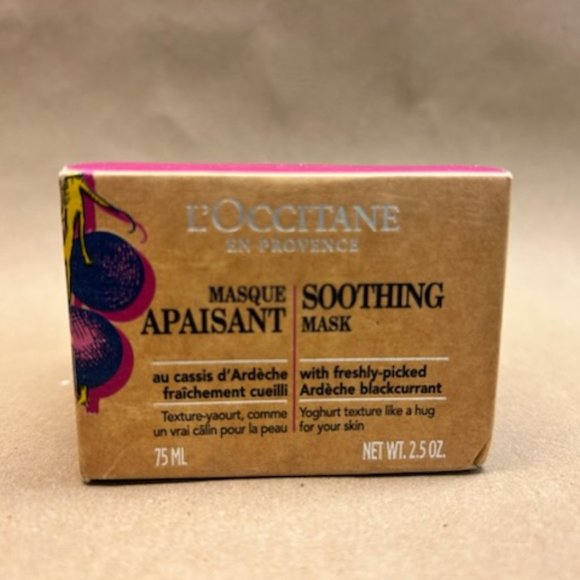 L'OCCITANE
EN PROVENCE
MASQUE
APAISANT
au cassis d'Ardèche
fraîchement cueilli
Texture-yaourt, comme
un vrai câlin pour la peau
75 ML
SOOTHING
MASK
with freshly-picked
Ardèche blackcurrant
Yoghurt texture like a hug
for your skin
NET WT. 2.5 OZ.